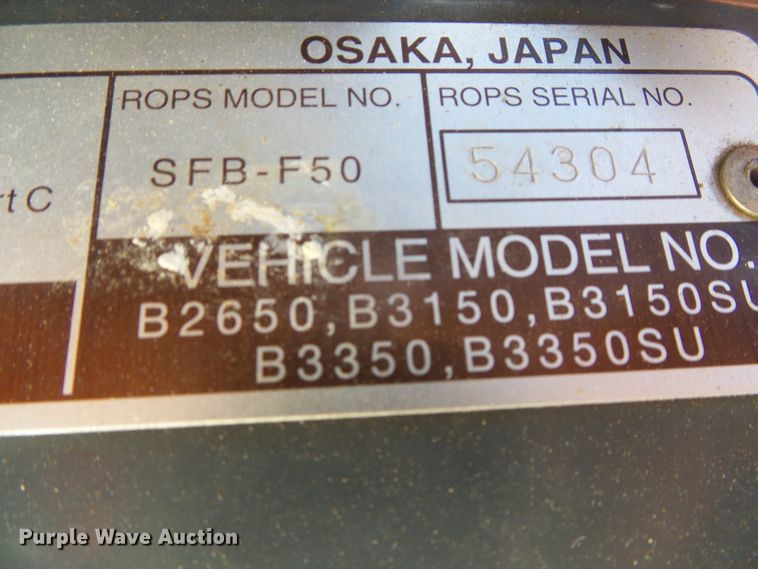 OSAKA, JAPAN
ROPS MODEL NO. ROPS SERIAL NO.
SFB-F50 54304
rt C
VEHICLE MODEL NO.
B2650, B3150, B3150SU
B3350, B3350SU
Purple Wave Auction